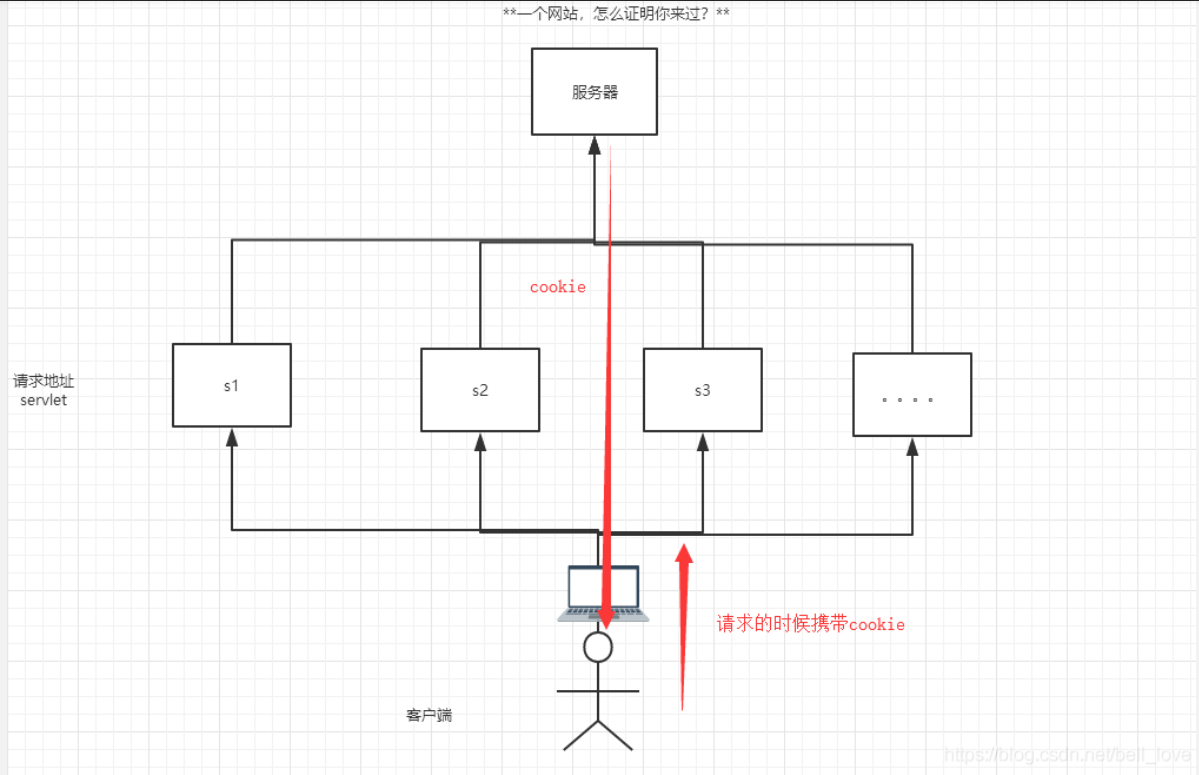 **一个网站，怎么证明你来过？**
服务器
cookie
s1
s2
s3
请求地址
servlet
。。。。
请求的时候携带cookie
客户端
https://blog.csdn.net/bell_love